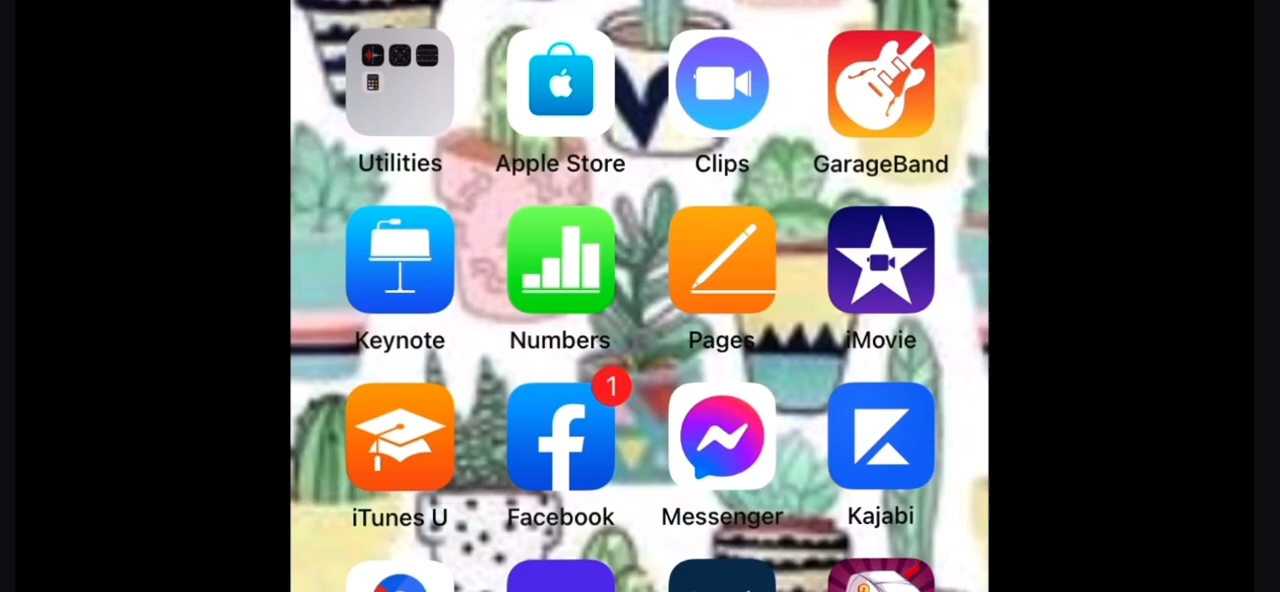 Utilities
Apple Store
Clips
GarageBand
Keynote
Numbers
Pages
iMovie
1
iTunes U
Facebook
Messenger
Kajabi